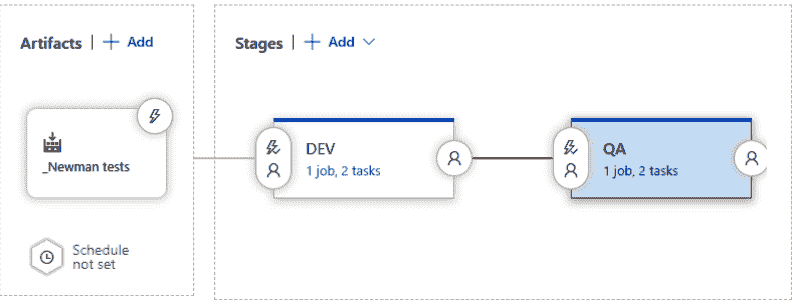 Artifacts | + Add
Stages | + Add
_Newman tests
DEV
1 job, 2 tasks
QA
1 job, 2 tasks
Schedule
not set